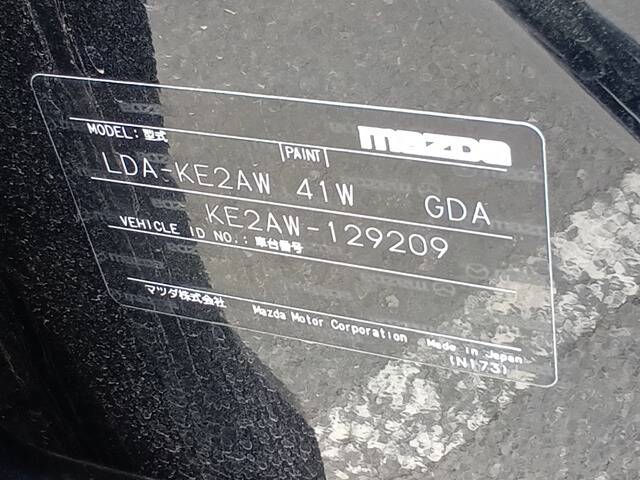 mazda
MODEL: 型式
PAINT
LDA-KE2AW 41W GDA
KE2AW-129209
VEHICLE ID NO.: 車台番号
マツダ株式会社 Mazda Motor Corporation Made in Japan
(N173)